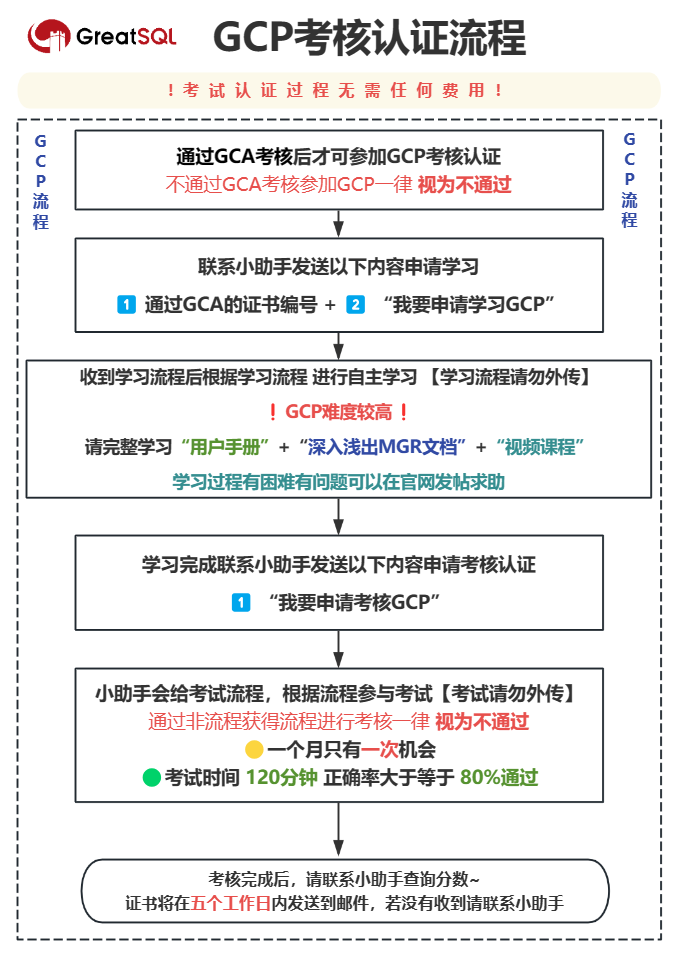 GreatSQL GCP考核认证流程
！考试认证过程无需任何费用！
GCP流程
GCP流程
通过GCA考核后才可参加GCP考核认证
不通过GCA考核参加GCP一律 视为不通过
联系小助手发送以下内容申请学习
1 通过GCA的证书编号 + 2 “我要申请学习GCP”
收到学习流程后根据学习流程 进行自主学习 【学习流程请勿外传】
❗GCP难度较高❗
请完整学习“用户手册” + “深入浅出MGR文档” + “视频课程”
学习过程有困难有问题可以在官网发帖求助
学习完成联系小助手发送以下内容申请考核认证
1 “我要申请考核GCP”
小助手会给考试流程，根据流程参与考试【考试请勿外传】
通过非流程获得流程进行考核一律 视为不通过
一个月只有一次机会
考试时间 120分钟 正确率大于等于 80%通过
考核完成后，请联系小助手查询分数~
证书将在五个工作日内发送到邮件，若没有收到请联系小助手